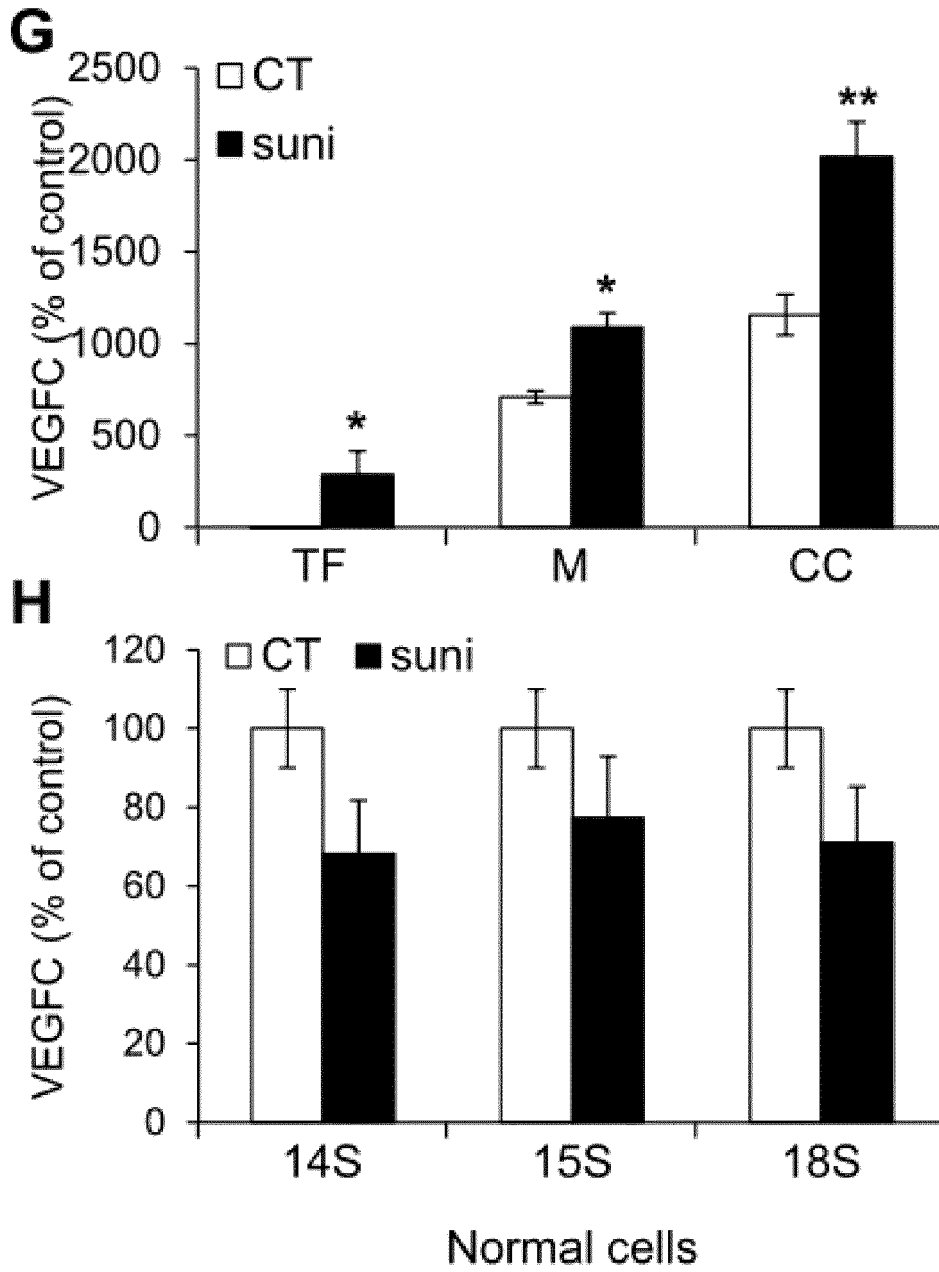 G
VEGFC (% of control)
2500
2000
1500
1000
500
0
CT
suni
*
*
**
TF M CC
H
VEGFC (% of control)
120
100
80
60
40
20
0
CT suni
14S 15S 18S
Normal cells